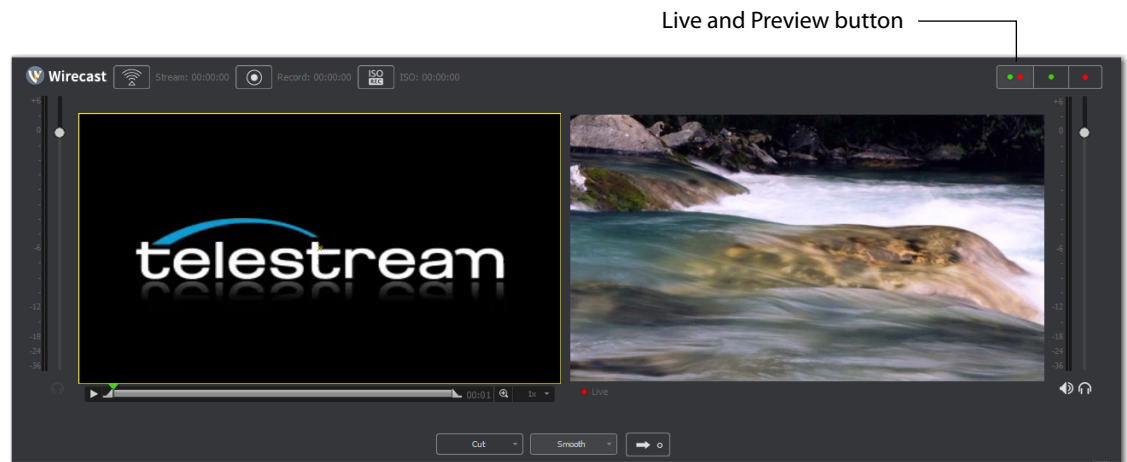 Live and Preview button
Wirecast Stream: 00:00:00 Record: 00:00:00 ISO REC ISO: 00:00:00
+6
0
-6
-12
-18
-24
-36
telestream
00:01 1x
Live
+6
0
-6
-12
-18
-24
-36
Cut Smooth